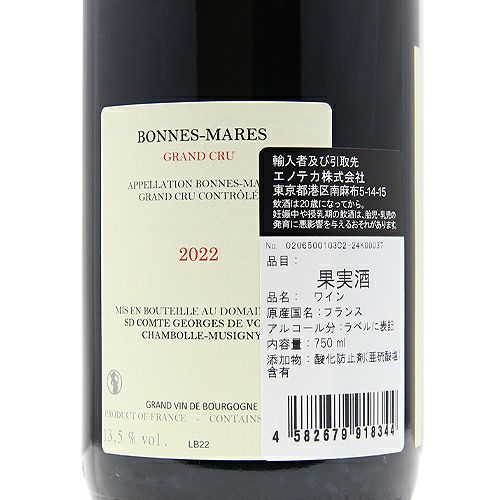 BONNES-MARES
GRAND CRU
APPELLATION BONNES-MA
GRAND CRU CONTRÔLÉ
2022
MIS EN BOUTEILLE AU DOMAIN
SD COMTE GEORGES DE VO
CHAMBOLLE-MUSIGNY
GRAND VIN DE BOURGOGNE
PRODUCT OF FRANCE - CONTAINS
13,5 % vol.
LB22
輸入者及び引取先
エノテカ株式会社
東京都港区南麻布5-14-15
飲酒は20歳になってから。
妊娠中や授乳期の飲酒は、胎児・乳児の
発育に悪影響を与えるおそれがあります。
No. 0206500103C2-24K00037
品目:
果実酒
品名: ワイン
原産国名:フランス
アルコール分:ラベルに表記
内容量:750 ml
添加物:酸化防止剤(亜硫酸塩)
含有
4 582679 918344